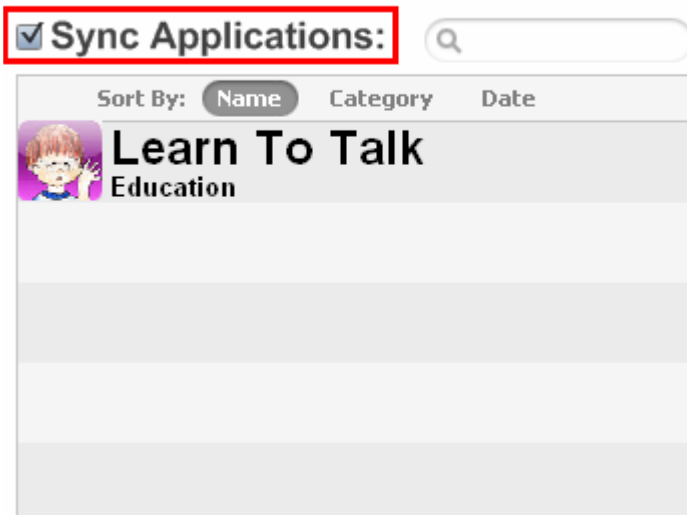 Sync Applications:
Sort By: Name Category Date
Learn To Talk
Education